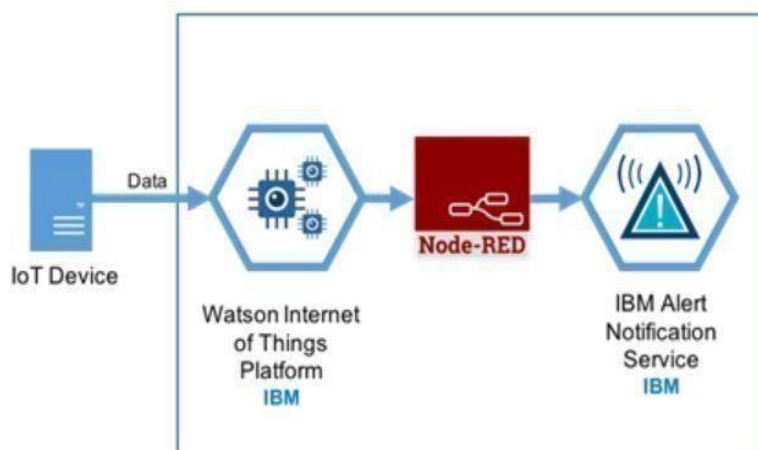 Data
IoT Device
Watson Internet
of Things
Platform
IBM
Node-RED
IBM Alert
Notification
Service
IBM